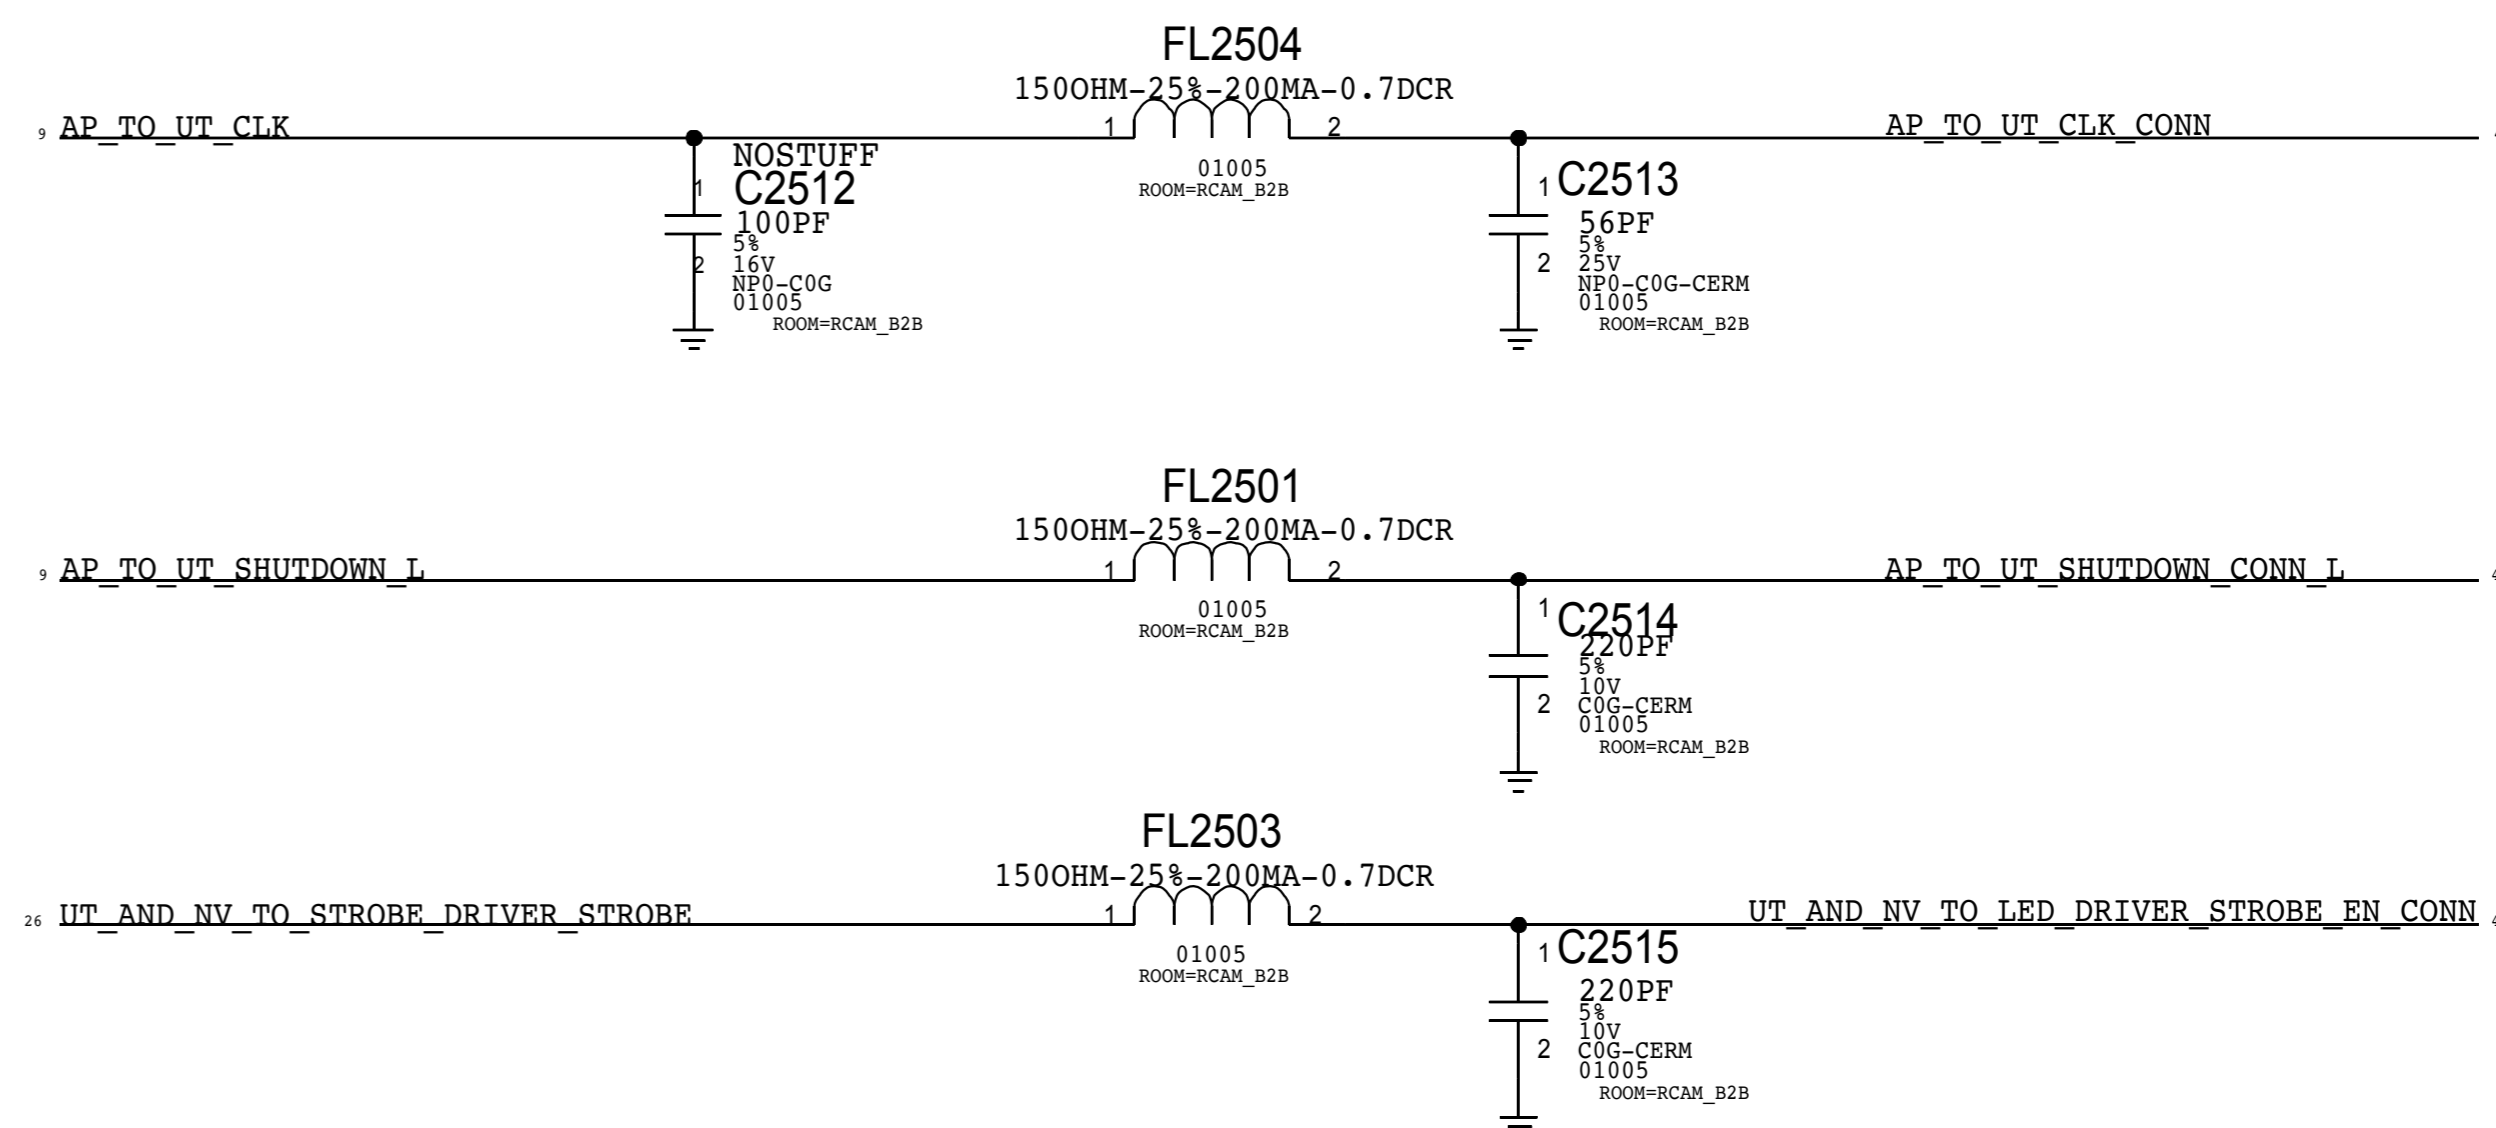 FL2504
150OHM-25%-200MA-0.7DCR
9 AP_TO_UT_CLK
1 2
AP_TO_UT_CLK_CONN
01005
ROOM=RCAM_B2B
NOSTUFF
1 C2512
100PF
5%
2 16V
NP0-C0G
01005
ROOM=RCAM_B2B
1 C2513
56PF
5%
2 25V
NP0-C0G-CERM
01005
ROOM=RCAM_B2B
FL2501
150OHM-25%-200MA-0.7DCR
9 AP_TO_UT_SHUTDOWN_L
1 2
AP_TO_UT_SHUTDOWN_CONN_L
01005
ROOM=RCAM_B2B
1 C2514
220PF
5%
10V
2 C0G-CERM
01005
ROOM=RCAM_B2B
FL2503
150OHM-25%-200MA-0.7DCR
26 UT_AND_NV_TO_STROBE_DRIVER_STROBE
1 2
UT_AND_NV_TO_LED_DRIVER_STROBE_EN_CONN
01005
ROOM=RCAM_B2B
1 C2515
220PF
5%
10V
2 C0G-CERM
01005
ROOM=RCAM_B2B